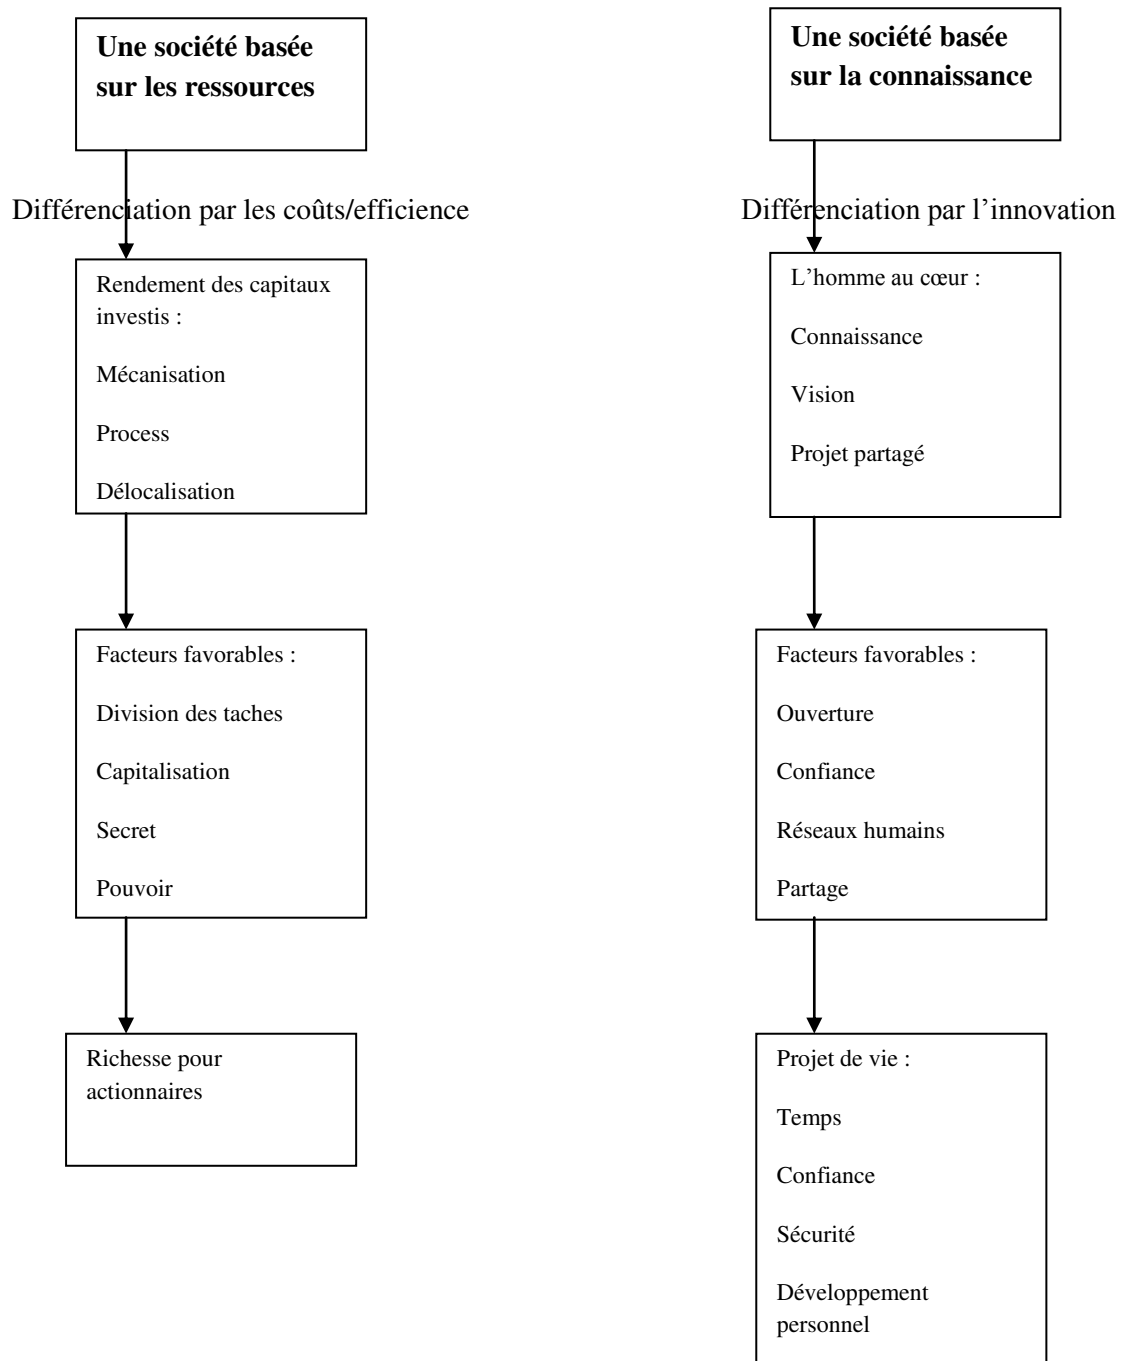 Une société basée
sur les ressources
Différenciation par les coûts/efficience
Rendement des capitaux
investis :
Mécanisation
Process
Délocalisation
Facteurs favorables :
Division des taches
Capitalisation
Secret
Pouvoir
Richesse pour
actionnaires
Une société basée
sur la connaissance
Différenciation par l’innovation
L’homme au cœur :
Connaissance
Vision
Projet partagé
Facteurs favorables :
Ouverture
Confiance
Réseaux humains
Partage
Projet de vie :
Temps
Confiance
Sécurité
Développement
personnel